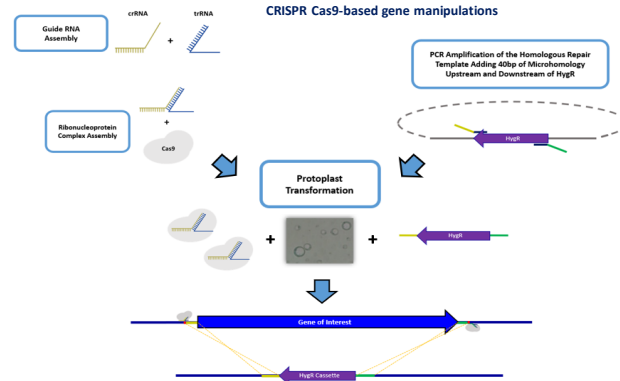 CRISPR Cas9-based gene manipulations
Guide RNA
Assembly
crRNA
+
trRNA
PCR Amplification of the Homologous Repair
Template Adding 40bp of Microhomology
Upstream and Downstream of HygR
Ribonucleoprotein
Complex Assembly
+
Cas9
HygR
Protoplast
Transformation
+
+
HygR
Gene of Interest
HygR Cassette